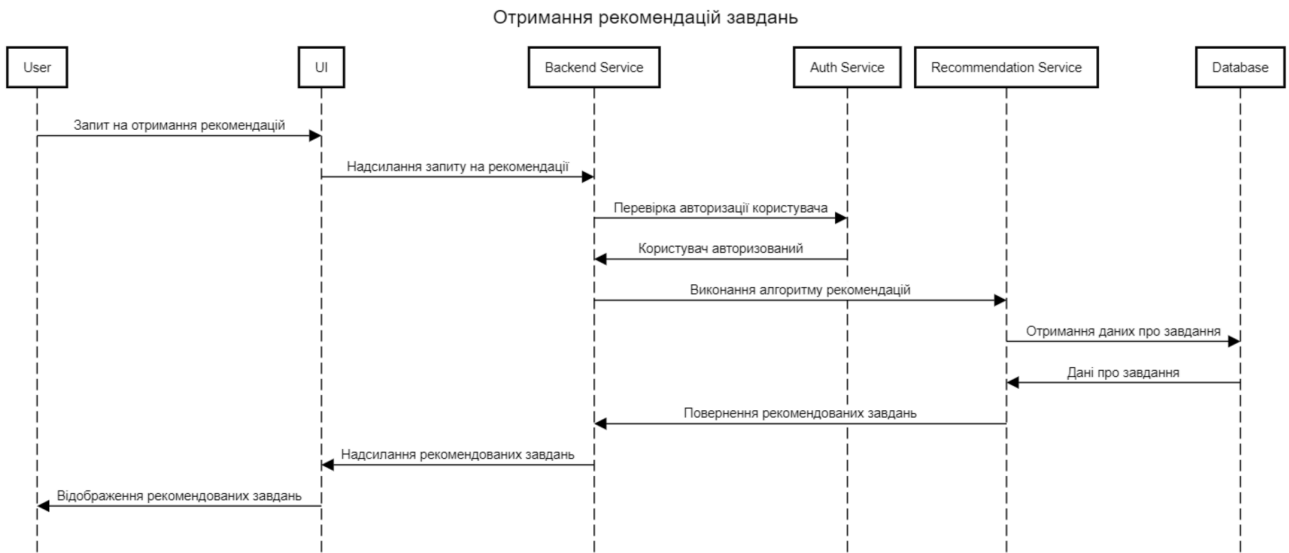 Отримання рекомендацій завдань
User
UI
Backend Service
Auth Service
Recommendation Service
Database
Запит на отримання рекомендацій
Надсилання запиту на рекомендації
Перевірка авторизації користувача
Користувач авторизований
Виконання алгоритму рекомендацій
Отримання даних про завдання
Дані про завдання
Повернення рекомендованих завдань
Надсилання рекомендованих завдань
Відображення рекомендованих завдань